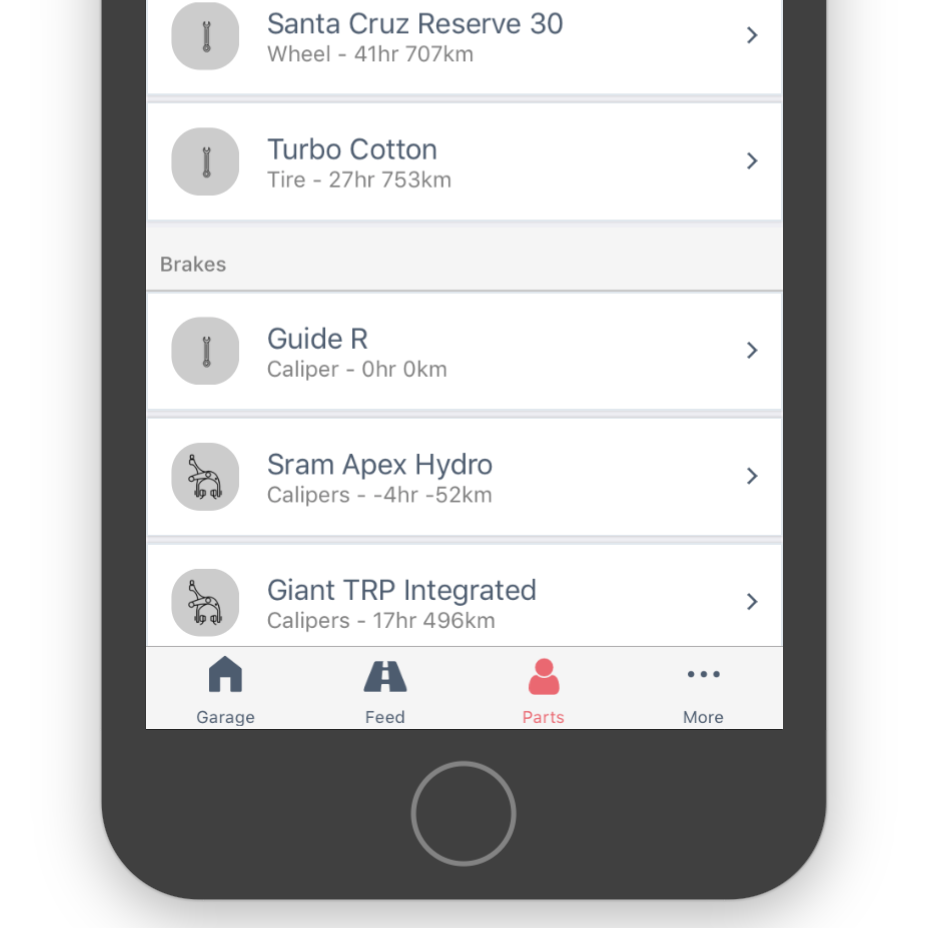 Santa Cruz Reserve 30
Wheel - 41hr 707km
Turbo Cotton
Tire - 27hr 753km
Brakes
Guide R
Caliper - 0hr 0km
Sram Apex Hydro
Calipers - -4hr -52km
Giant TRP Integrated
Calipers - 17hr 496km
Garage Feed Parts More